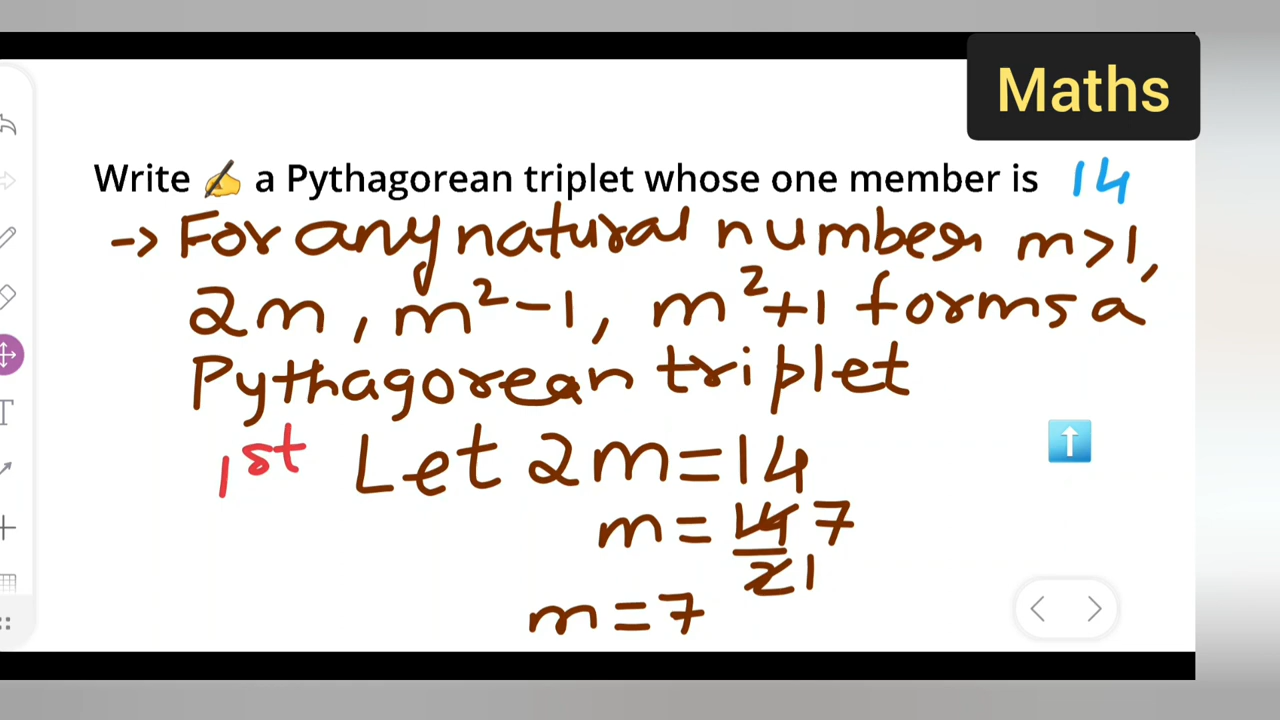 Maths
Write ✍ a Pythagorean triplet whose one member is 14
-> For any natural number m>1,
2m, m²-1, m²+1 forms a
Pythagorean triplet
1st Let 2m=14
m=14/2 7/1
m=7